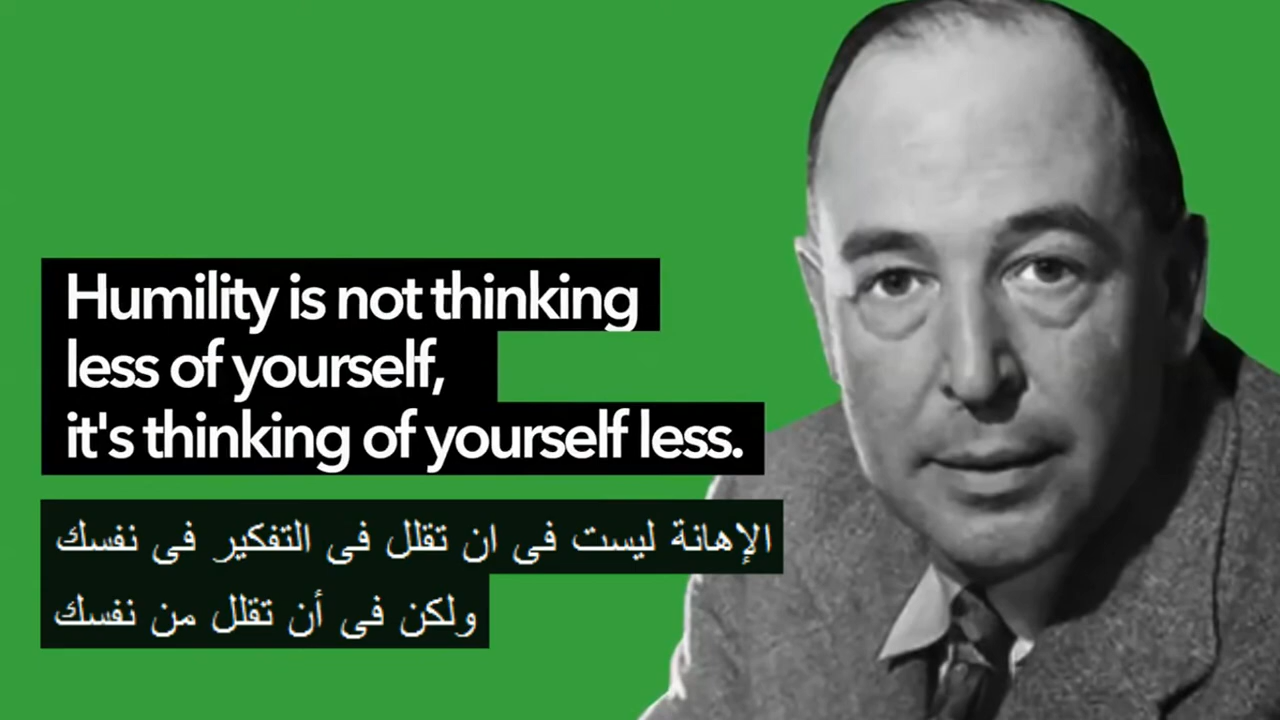 Humility is not thinking
less of yourself,
it's thinking of yourself less.
الإهانة ليست فى ان تقلل فى التفكير فى نفسك
ولكن فى أن تقلل من نفسك